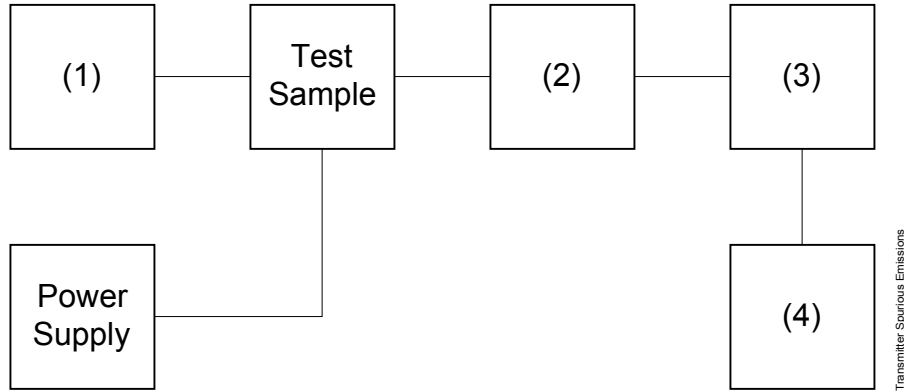 (1)
Test
Sample
(2)
(3)
Power
Supply
(4)
Transmitter Spurious Emissions